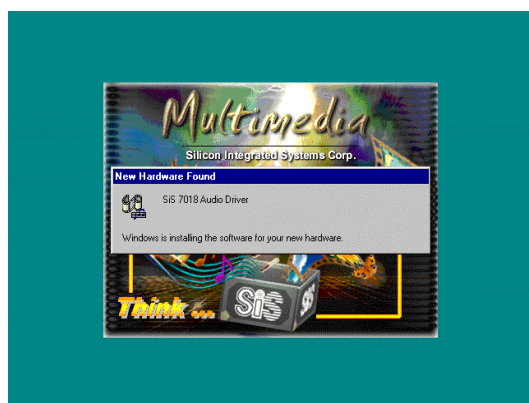 Multimedia
Silicon Integrated Systems Corp.
New Hardware Found
SiS 7018 Audio Driver
Windows is installing the software for your new hardware.
Think ...
SiS
SiS